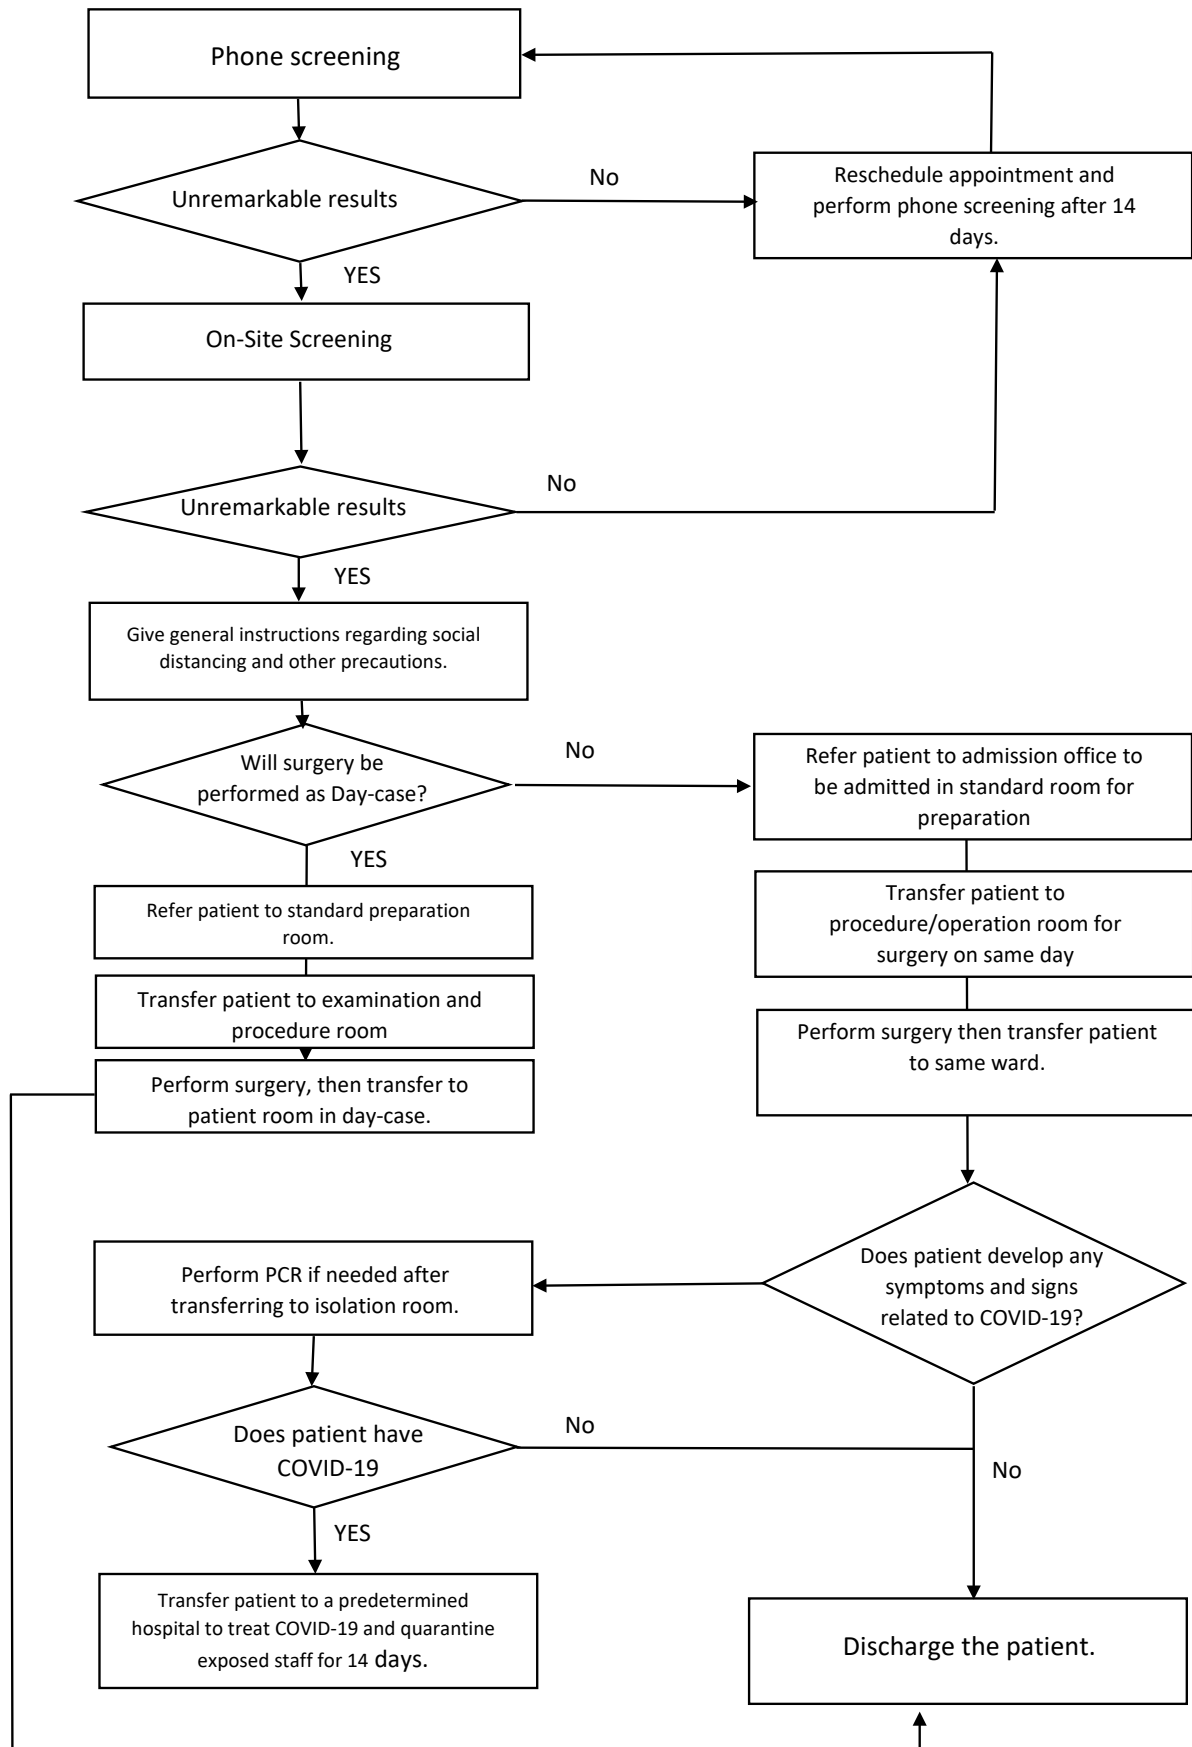 Phone screening
Unremarkable results
No
Reschedule appointment and
perform phone screening after 14
days.
YES
On-Site Screening
Unremarkable results
No
YES
Give general instructions regarding social
distancing and other precautions.
Will surgery be
performed as Day-case?
No
Refer patient to admission office to
be admitted in standard room for
preparation
YES
Refer patient to standard preparation
room.
Transfer patient to
procedure/operation room for
surgery on same day
Transfer patient to examination and
procedure room
Perform surgery then transfer patient
to same ward.
Perform surgery, then transfer to
patient room in day-case.
Does patient develop any
symptoms and signs
related to COVID-19?
Perform PCR if needed after
transferring to isolation room.
Does patient have
COVID-19
No
No
YES
Transfer patient to a predetermined
hospital to treat COVID-19 and quarantine
exposed staff for 14 days.
Discharge the patient.